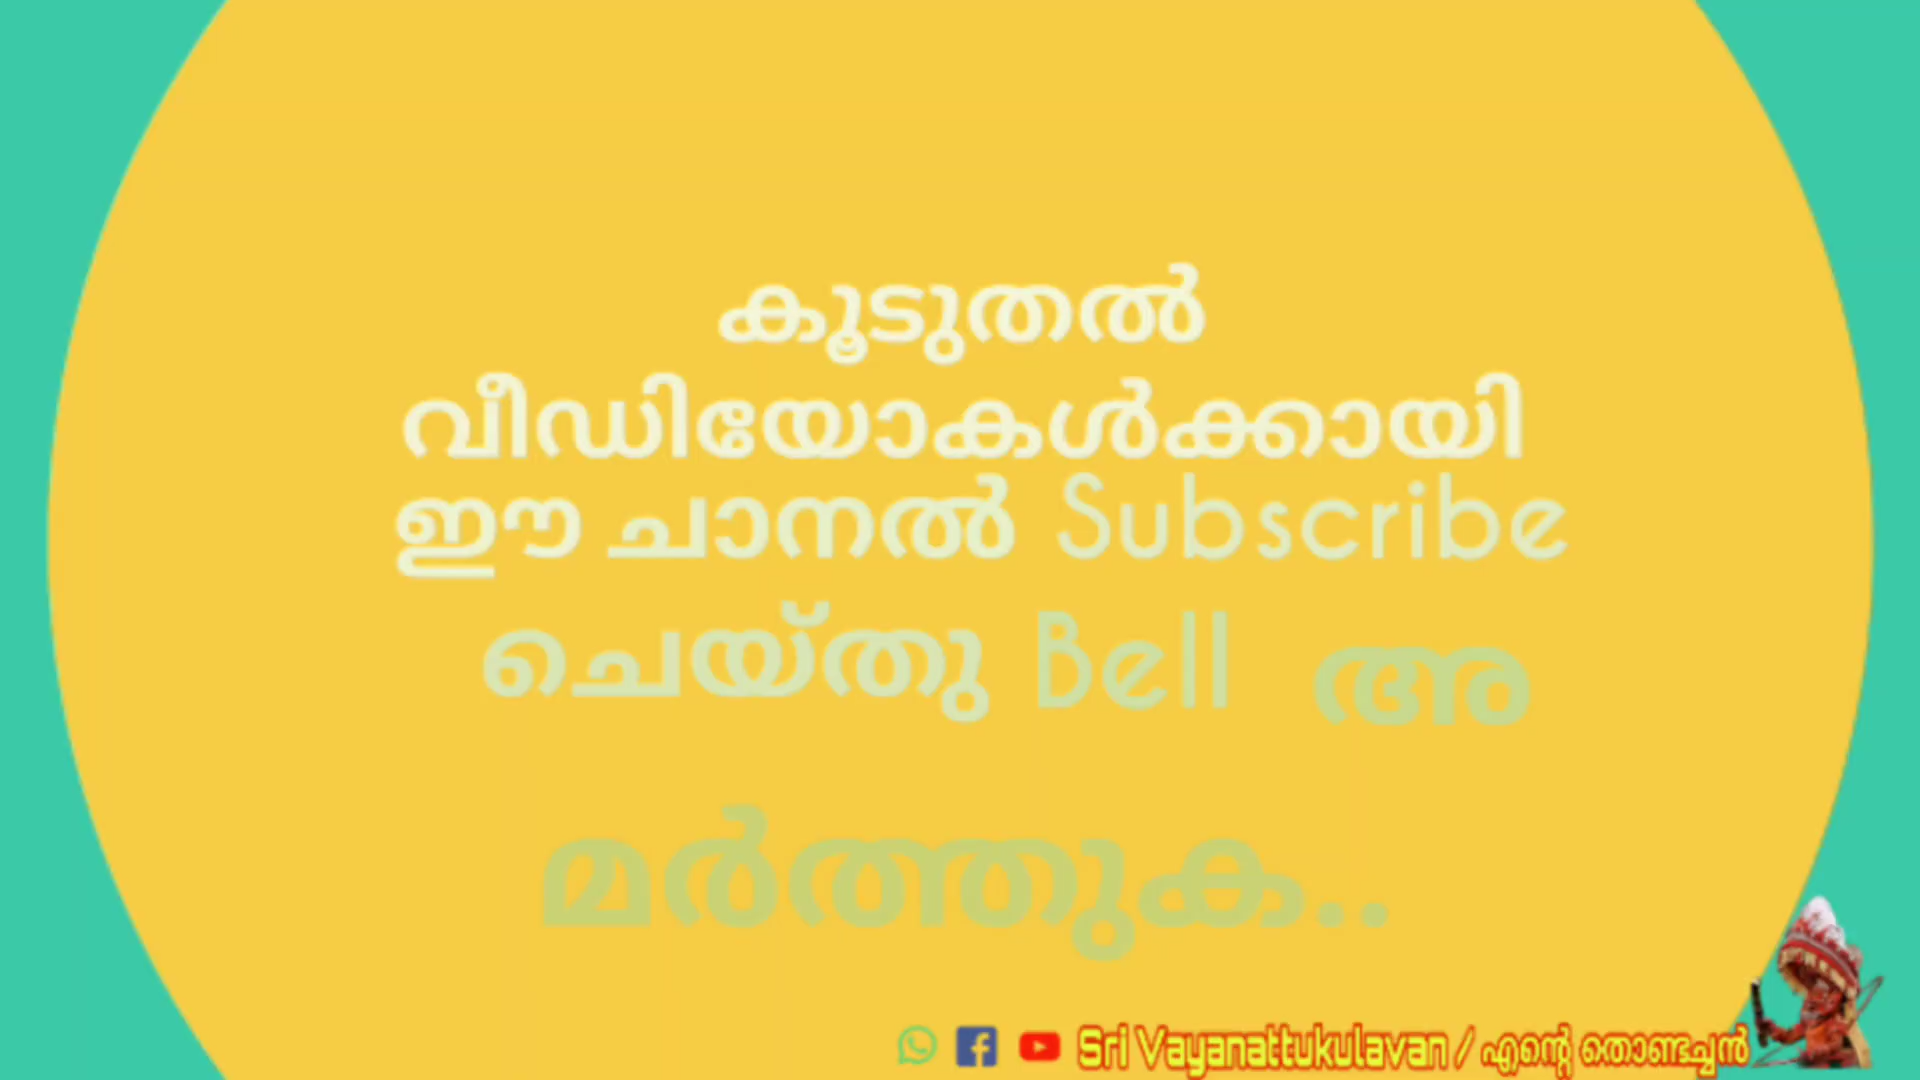 കൂടുതൽ
വീഡിയോകൾക്കായി
ഈ ചാനൽ Subscribe
ചെയ്തു Bell അ
മർത്തുക..
Sri Vayanattukulavan / എന്റെ തൊണ്ടച്ചൻ